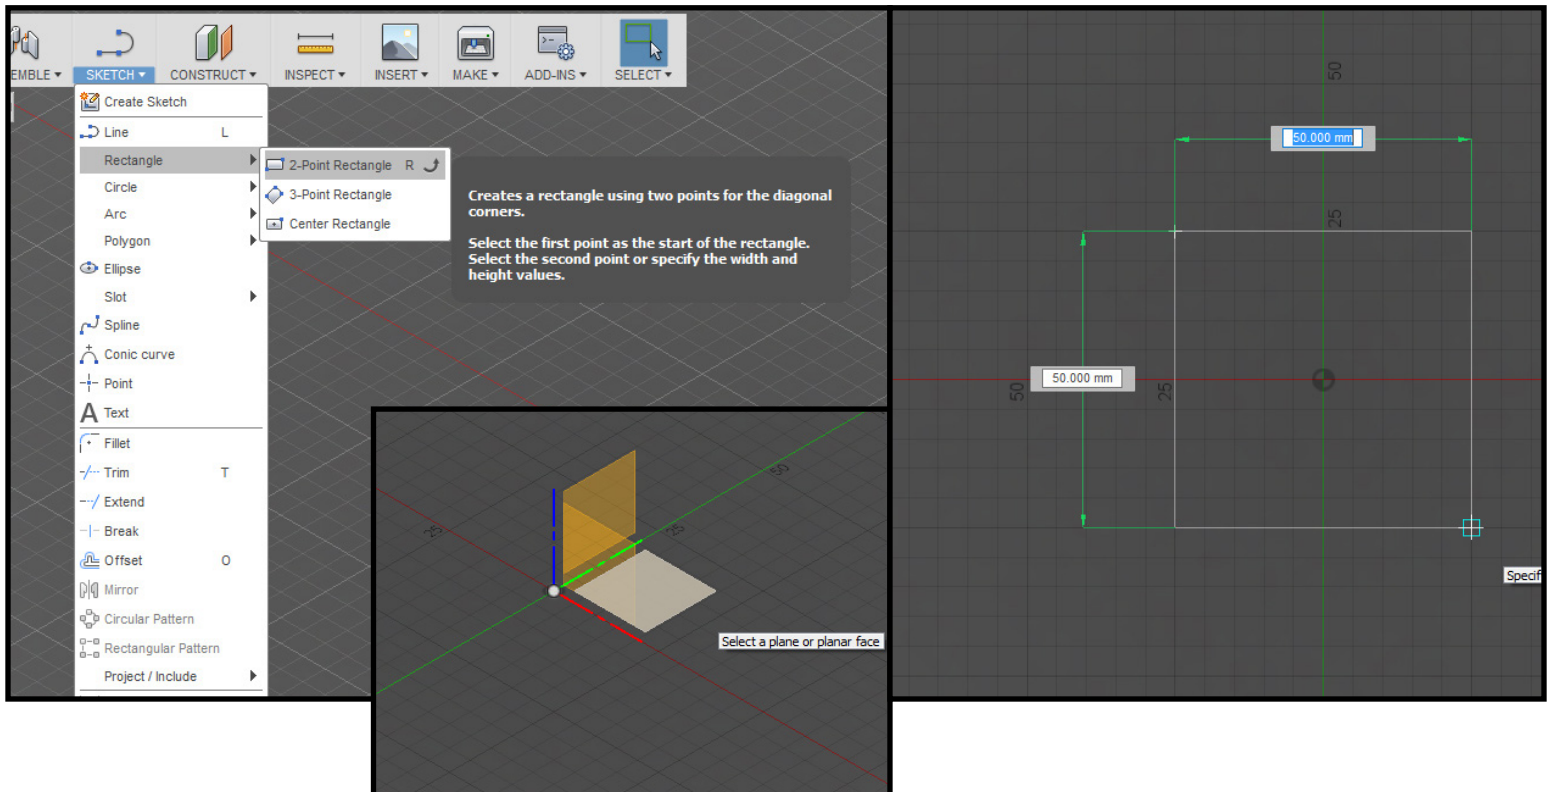 EMBLE SKETCH CONSTRUCT INSPECT INSERT MAKE ADD-INS SELECT
Create Sketch
Line L
Rectangle
Circle
Arc
Polygon
Ellipse
Slot
Spline
Conic curve
Point
Text
Fillet
Trim T
Extend
Break
Offset O
Mirror
Circular Pattern
Rectangular Pattern
Project / Include
2-Point Rectangle R
3-Point Rectangle
Center Rectangle
Creates a rectangle using two points for the diagonal
corners.
Select the first point as the start of the rectangle.
Select the second point or specify the width and
height values.
25
25
50
Select a plane or planar face
50
50.000 mm
25
50.000 mm
50
25
Specif